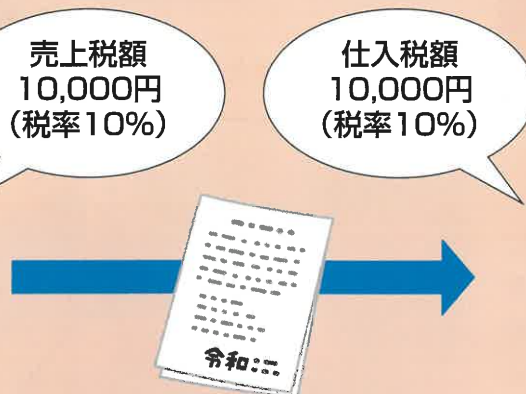 売上税額
10,000円
（税率10%）
仕入税額
10,000円
（税率10%）
令和